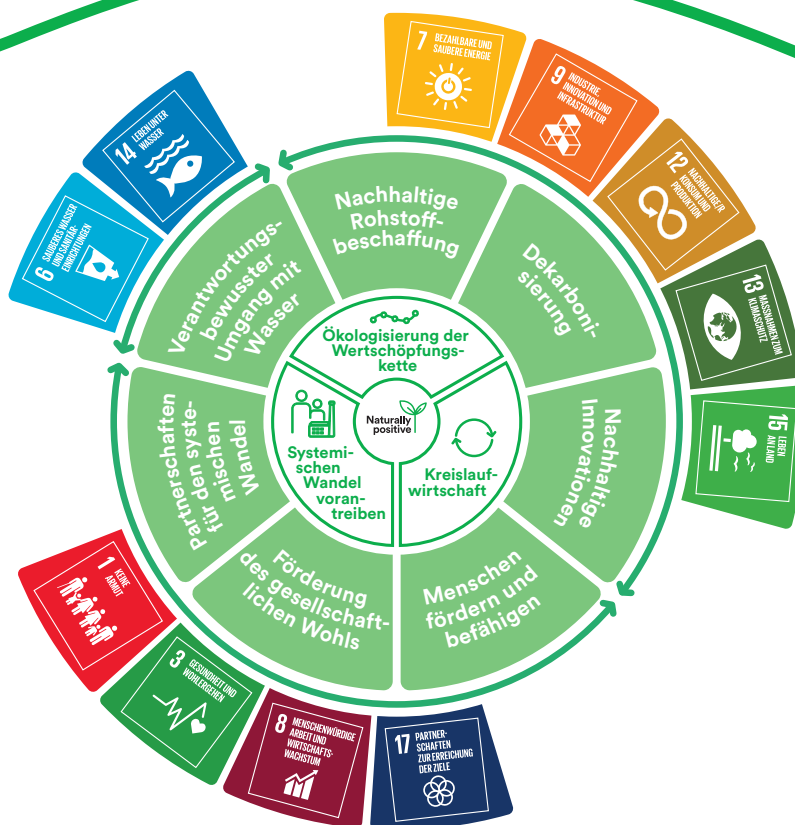 7 BEZAHLBARE UND
SAUBERE ENERGIE
9 INDUSTRIE,
INNOVATION UND
INFRASTRUKTUR
12 NACHHALTIGE/R
KONSUM UND
PRODUKTION
13 MASSNAHMEN ZUM
KLIMASCHUTZ
15 LEBEN
AN LAND
14 LEBEN UNTER
WASSER
6 SAUBERES WASSER
UND SANITÄR-
EINRICHTUNGEN
Nachhaltige
Rohstoff-
beschaffung
Dekarboni-
sierung
Nachhaltige
Innovationen
Menschen
fördern und
befähigen
Förderung
des gesellschaft-
lichen Wohls
Partnerschaften
für den syste-
mischen
Wandel
Verantwortungs-
bewusster
Umgang mit
Wasser
Ökologisierung der
Wertschöpfungs-
kette
Kreislauf-
wirtschaft
Systemi-
schen
Wandel
voran-
treiben
Naturally
positive
1 KEINE
ARMUT
3 GESUNDHEIT UND
WOHLERGEHEN
8 MENSCHENWÜRDIGE
ARBEIT UND
WIRTSCHAFTS-
WACHSTUM
17 PARTNER-
SCHAFTEN
ZUR ERREICHUNG
DER ZIELE